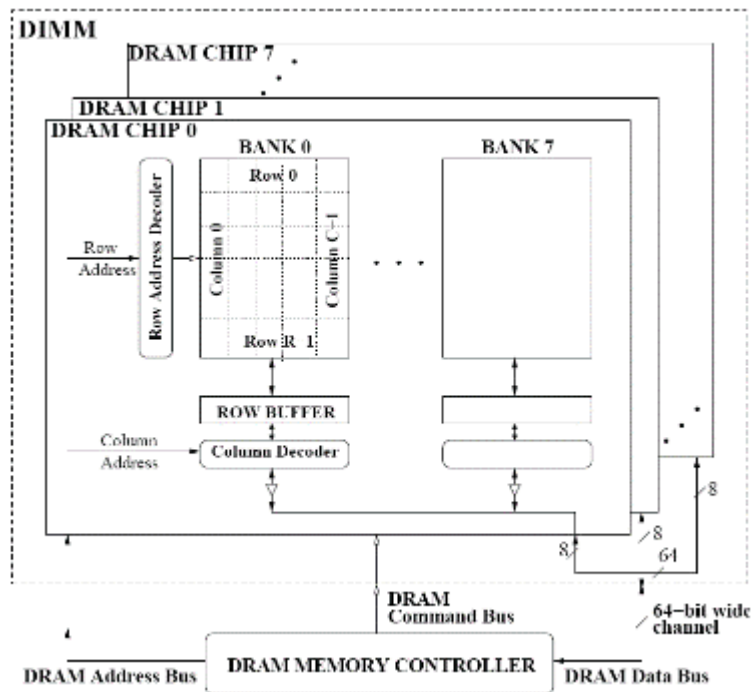 DIMM
DRAM CHIP 7
DRAM CHIP 1
DRAM CHIP 0
BANK 0
BANK 7
Row 0
Row Address Decoder
Row
Address
Column 0
Column C-1
Row R-1
ROW BUFFER
Column
Address
Column Decoder
8
8
8
64
DRAM
Command Bus
64-bit wide
channel
DRAM Address Bus
DRAM MEMORY CONTROLLER
DRAM Data Bus